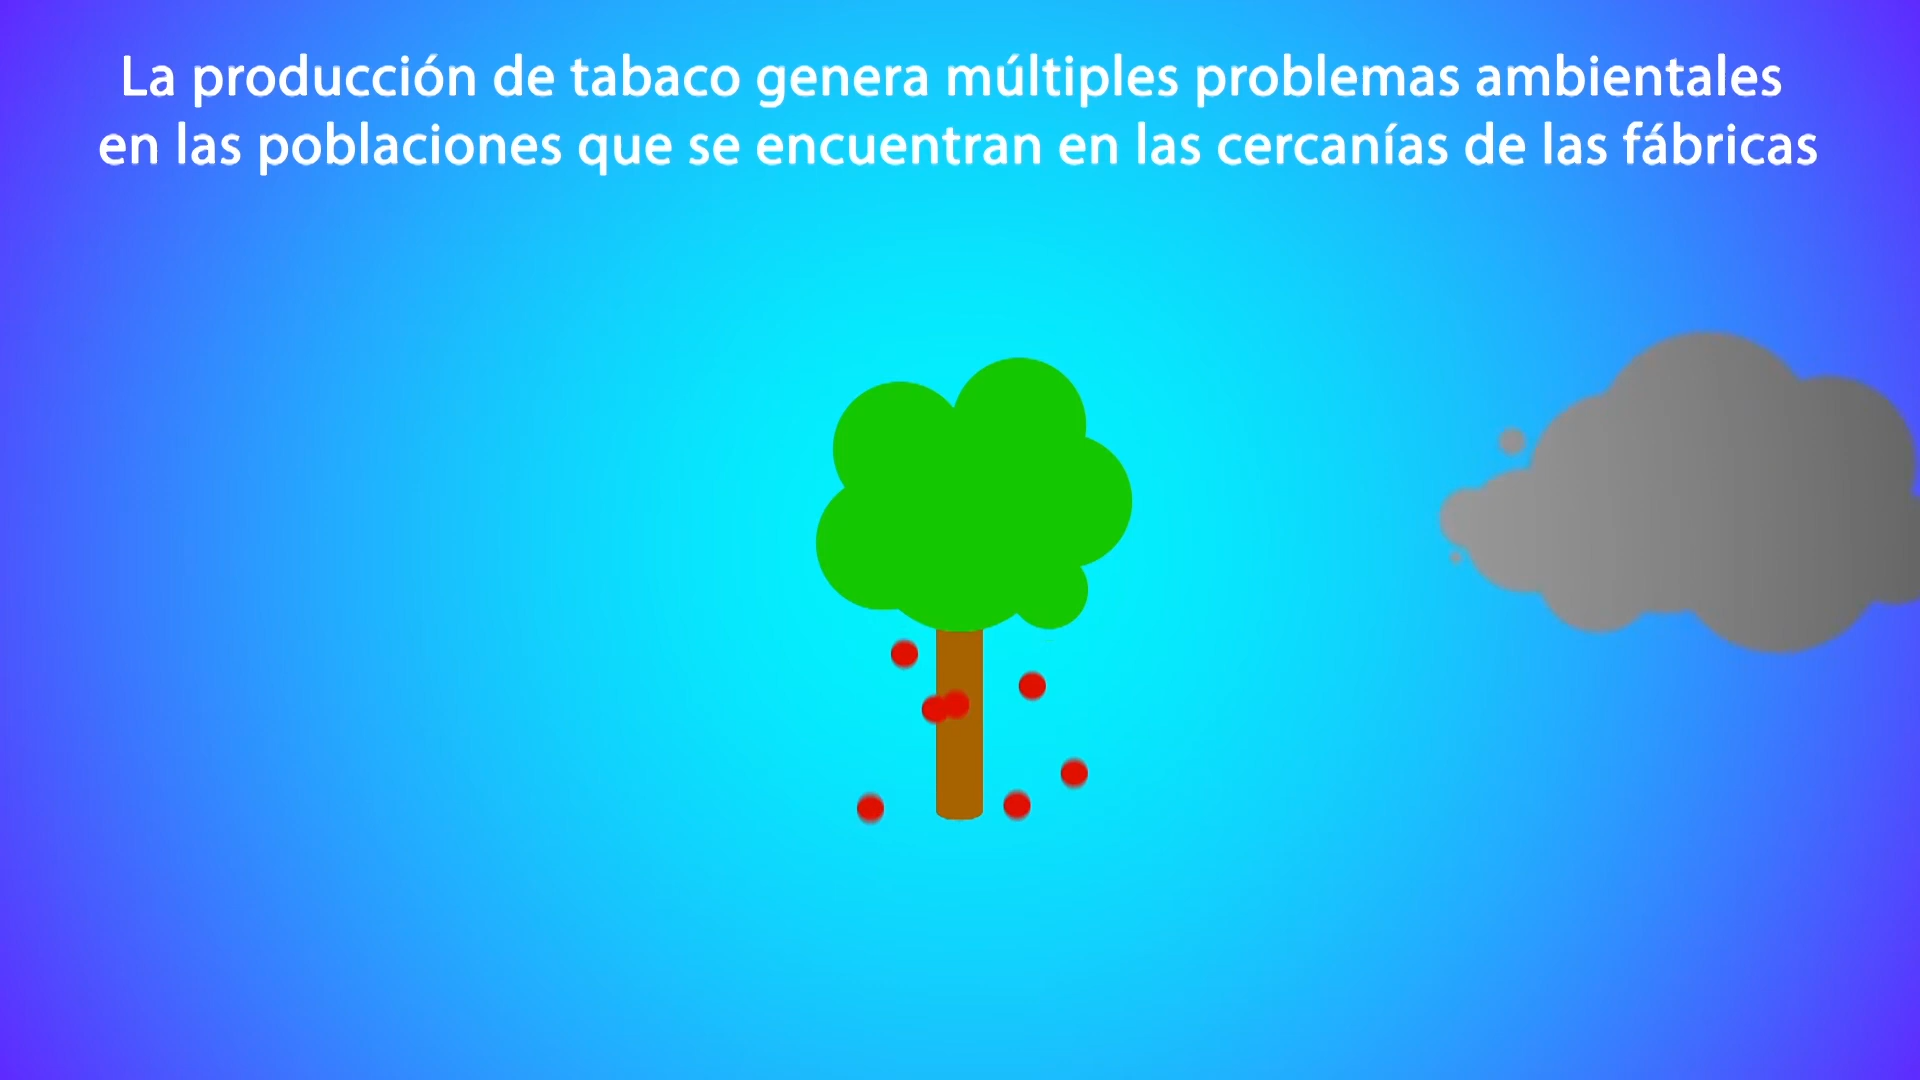 La producción de tabaco genera múltiples problemas ambientales
en las poblaciones que se encuentran en las cercanías de las fábricas